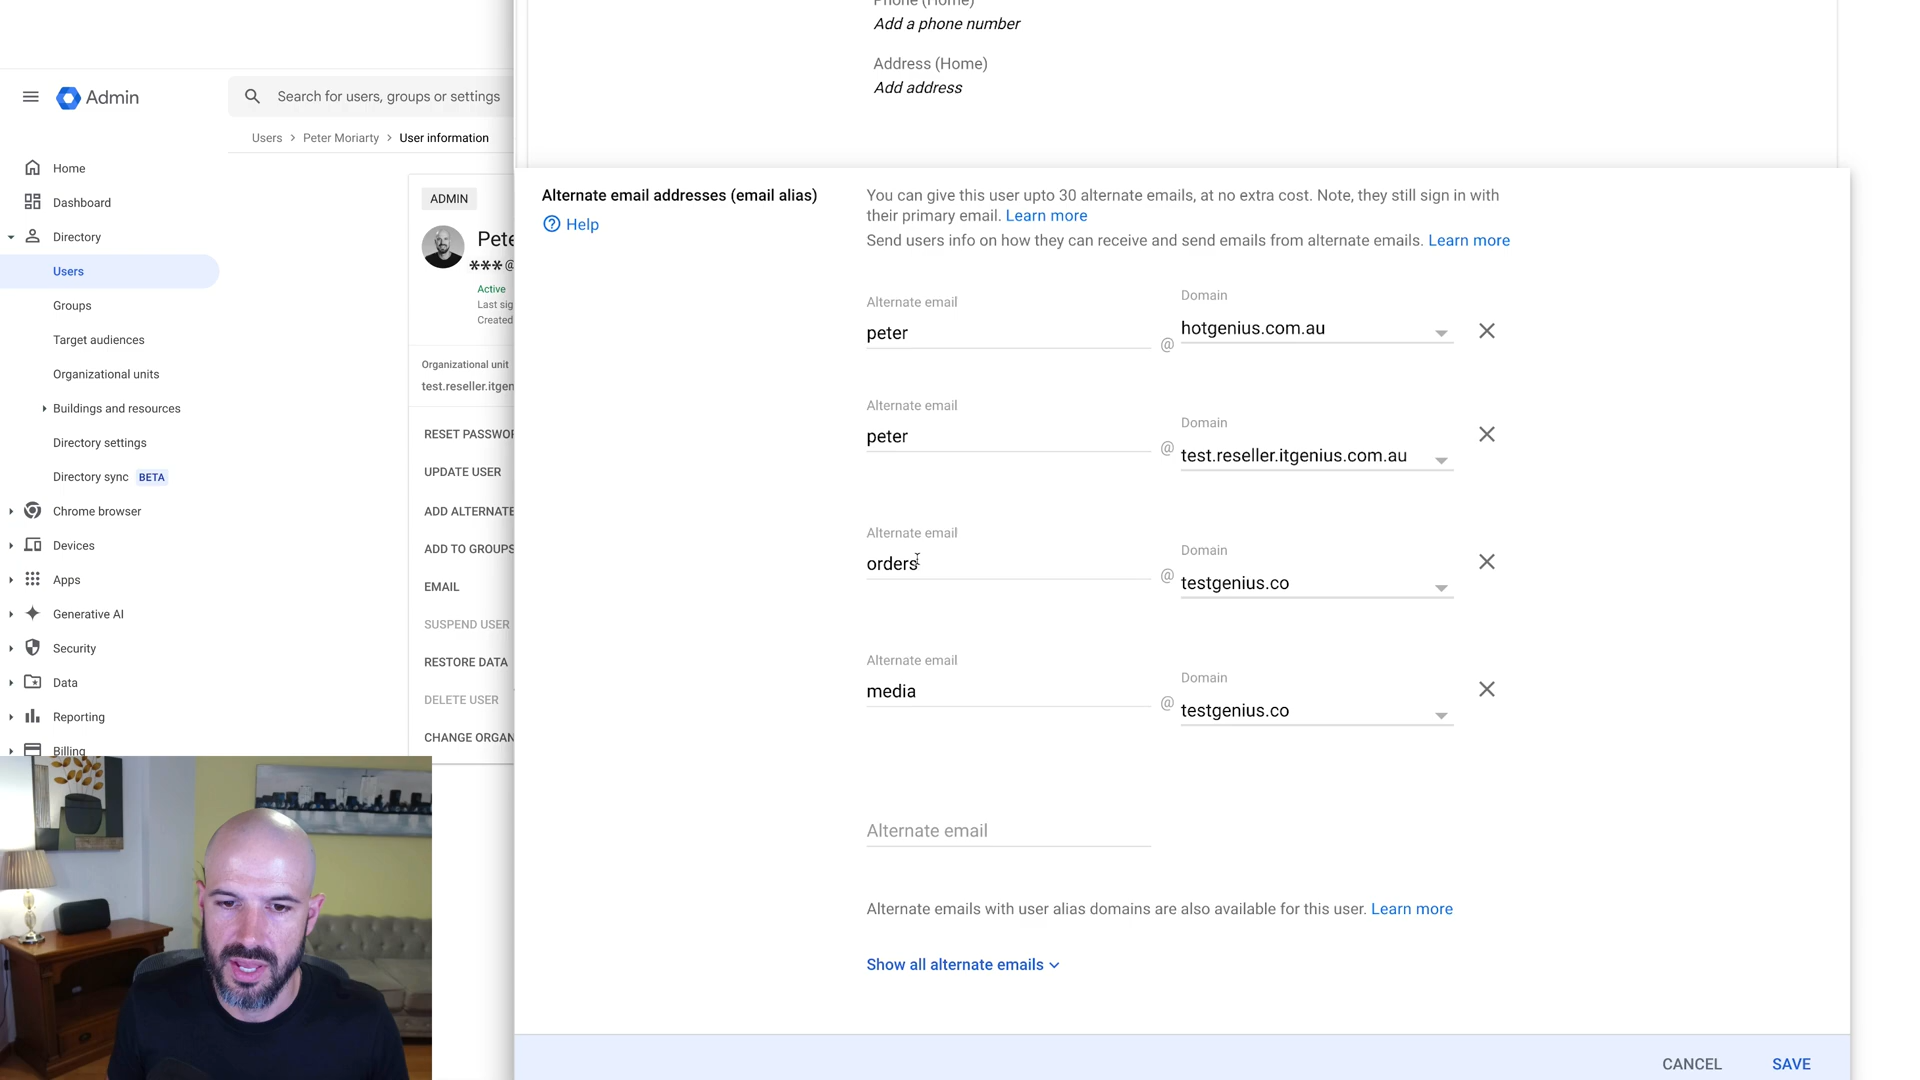 Admin
Search for users, groups or settings
Users > Peter Moriarty > User information
Home
Dashboard
Directory
Users
Groups
Target audiences
Organizational units
Buildings and resources
Directory settings
Directory sync BETA
Chrome browser
Devices
Apps
Generative AI
Security
Data
Reporting
Billing
ADMIN
Pete
***@
Active
Last sig
Created
Organizational unit
test.reseller.itgen
RESET PASSWOR
UPDATE USER
ADD ALTERNATE
ADD TO GROUPS
EMAIL
SUSPEND USER
RESTORE DATA
DELETE USER
CHANGE ORGAN
Phone (Home)
Add a phone number
Address (Home)
Add address
Alternate email addresses (email alias)
Help
You can give this user upto 30 alternate emails, at no extra cost. Note, they still sign in with
their primary email. Learn more
Send users info on how they can receive and send emails from alternate emails. Learn more
Alternate email
Domain
peter @ hotgenius.com.au
Alternate email
Domain
peter @ test.reseller.itgenius.com.au
Alternate email
Domain
orders @ testgenius.co
Alternate email
Domain
media @ testgenius.co
Alternate email
Alternate emails with user alias domains are also available for this user. Learn more
Show all alternate emails
CANCEL SAVE